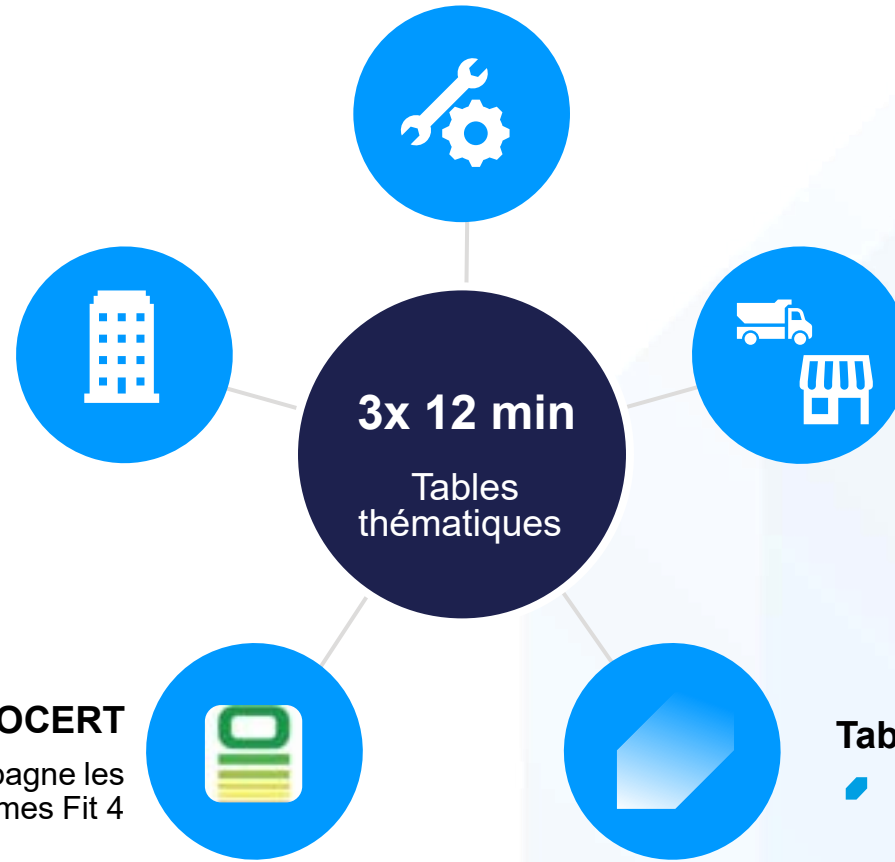 3x 12 min
Tables
thématiques
OCERT
pagne les
mes Fit 4
Tab